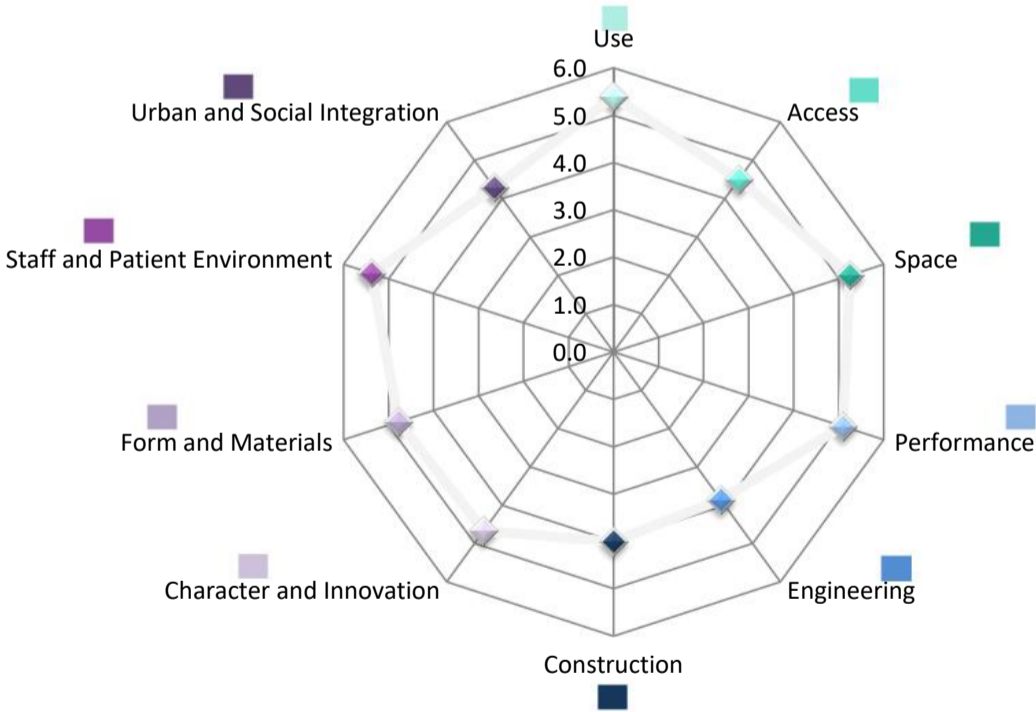 Use
6.0
Urban and Social Integration
Access
5.0
4.0
3.0
Staff and Patient Environment
Space
2.0
1.0
0.0
Form and Materials
Performance
Character and Innovation
Engineering
Construction